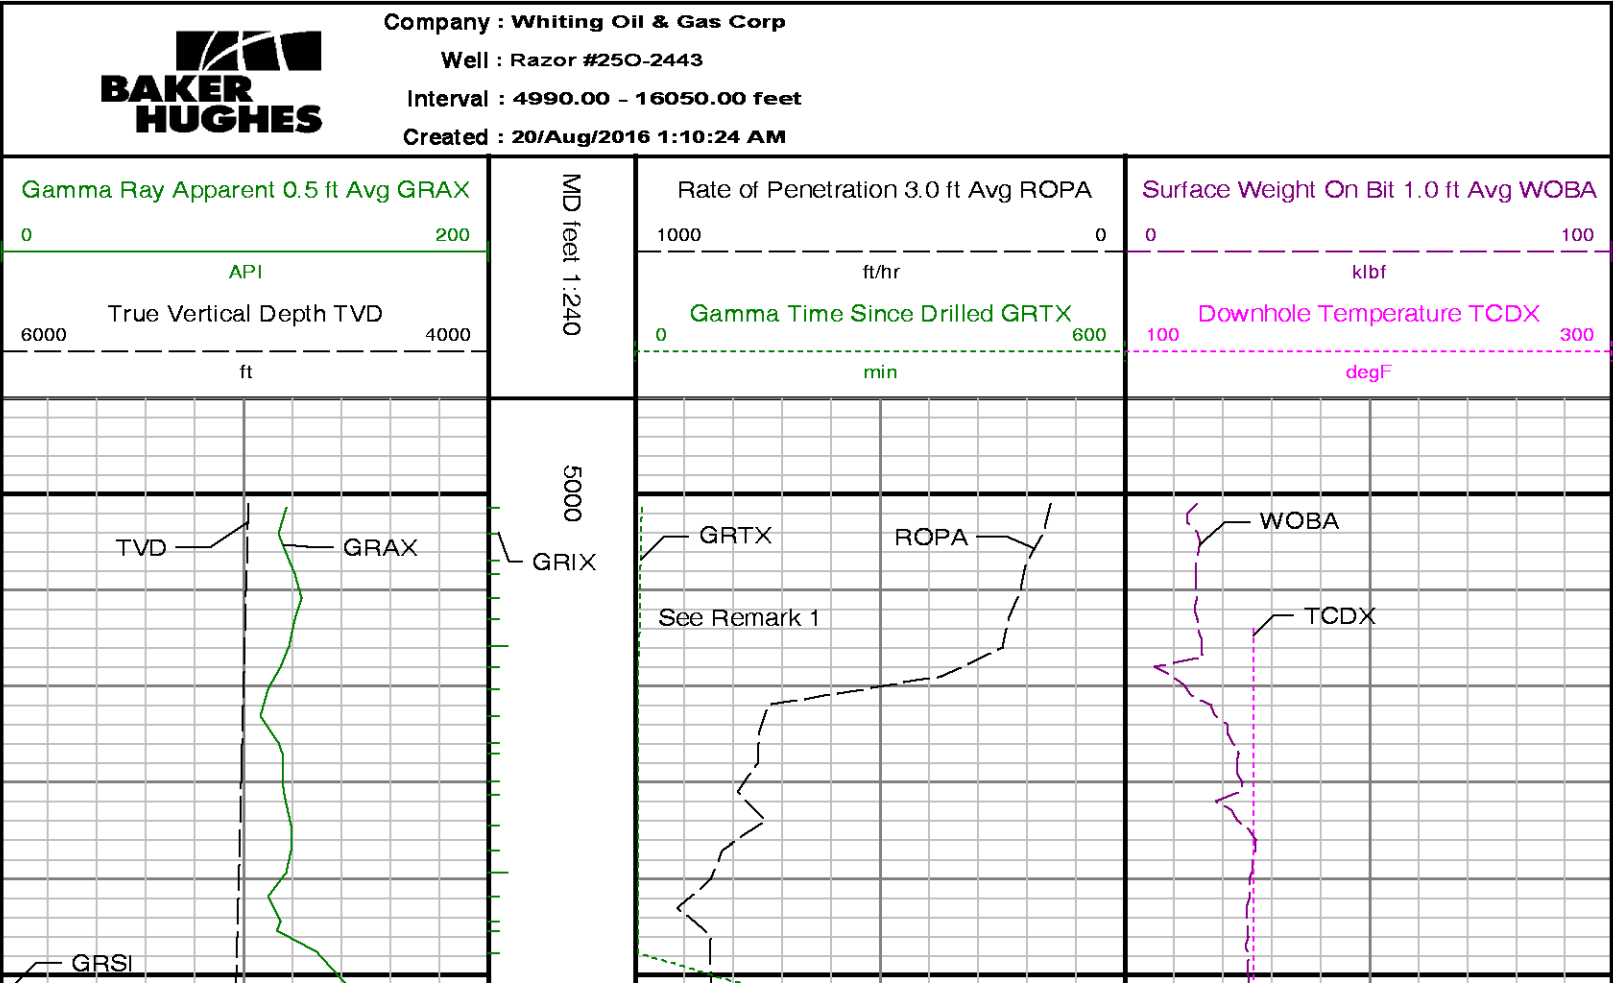 BAKER
HUGHES
Company : Whiting Oil & Gas Corp
Well : Razor #25O-2443
Interval : 4990.00 - 16050.00 feet
Created : 20/Aug/2016 1:10:24 AM
Gamma Ray Apparent 0.5 ft Avg GRAX
0 200
API
True Vertical Depth TVD
6000 4000
ft
MD feet 1:240
Rate of Penetration 3.0 ft Avg ROPA
1000 0
ft/hr
Gamma Time Since Drilled GRTX
0 600
min
Surface Weight On Bit 1.0 ft Avg WOBA
0 100
klbf
Downhole Temperature TCDX
100 300
degF
5000
TVD
GRAX
GRIX
GRTX
ROPA
WOBA
See Remark 1
TCDX
GRSI